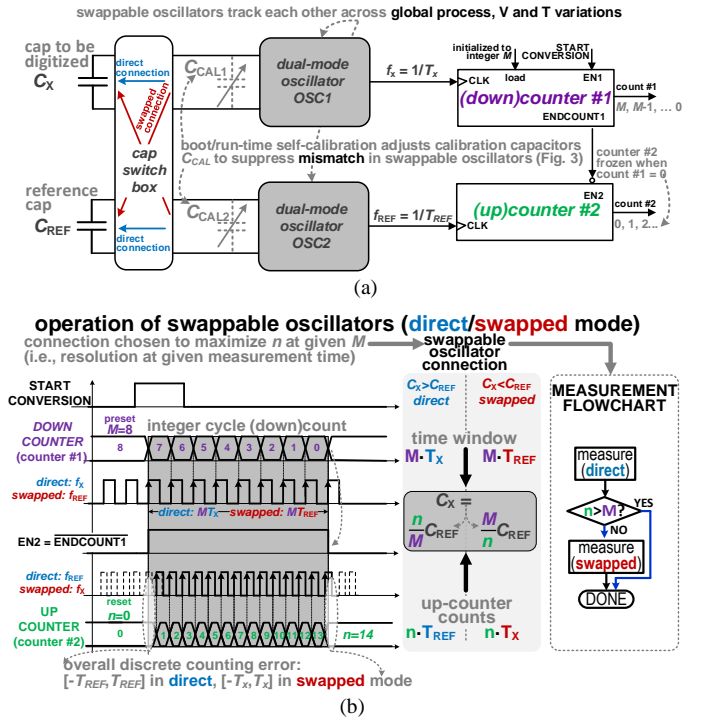 swappable oscillators track each other across global process, V and T variations
cap to be
digitized
C_X
direct
connection
swapped
connection
C_CAL1
dual-mode
oscillator
OSC1
f_X = 1/T_x
initialized to
integer M
START
CONVERSION
load
EN1
CLK
(down)counter #1
ENDCOUNT1
count #1
M, M-1, ... 0
cap
switch
box
boot/run-time self-calibration adjusts calibration capacitors
C_CAL to suppress mismatch in swappable oscillators (Fig. 3)
counter #2
frozen when
count #1 = 0
reference
cap
C_REF
direct
connection
C_CAL2
dual-mode
oscillator
OSC2
f_REF = 1/T_REF
EN2
(up)counter #2
CLK
count #2
0, 1, 2...
(a)
operation of swappable oscillators (direct/swapped mode)
connection chosen to maximize n at given M
(i.e., resolution at given measurement time)
swappable
oscillator
connection
START
CONVERSION
C_X>C_REF
direct
C_X<C_REF
swapped
MEASUREMENT
FLOWCHART
DOWN
COUNTER
(counter #1)
preset
M=8
8
integer cycle (down)count
7 6 5 4 3 2 1 0
time window
M·T_X
M·T_REF
direct: f_X
swapped: f_REF
direct: MT_X
swapped: MT_REF
C_X =
n/M C_REF
M/n C_REF
measure
(direct)
n>M?
YES
NO
measure
(swapped)
DONE
EN2 = ENDCOUNT1
direct: f_REF
swapped: f_X
UP
COUNTER
(counter #2)
reset
n=0
0
1 2 3 4 5 6 7 8 9 10 11 12 13
n=14
up-counter
counts
n·T_REF
n·T_X
overall discrete counting error:
[-T_REF,T_REF] in direct, [-T_x,T_x] in swapped mode
(b)